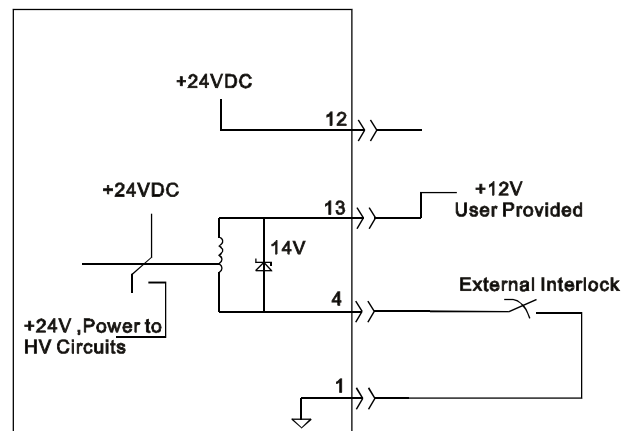 +24VDC
12
+24VDC
13
+12V
User Provided
14V
External Interlock
4
+24V ,Power to
HV Circuits
1